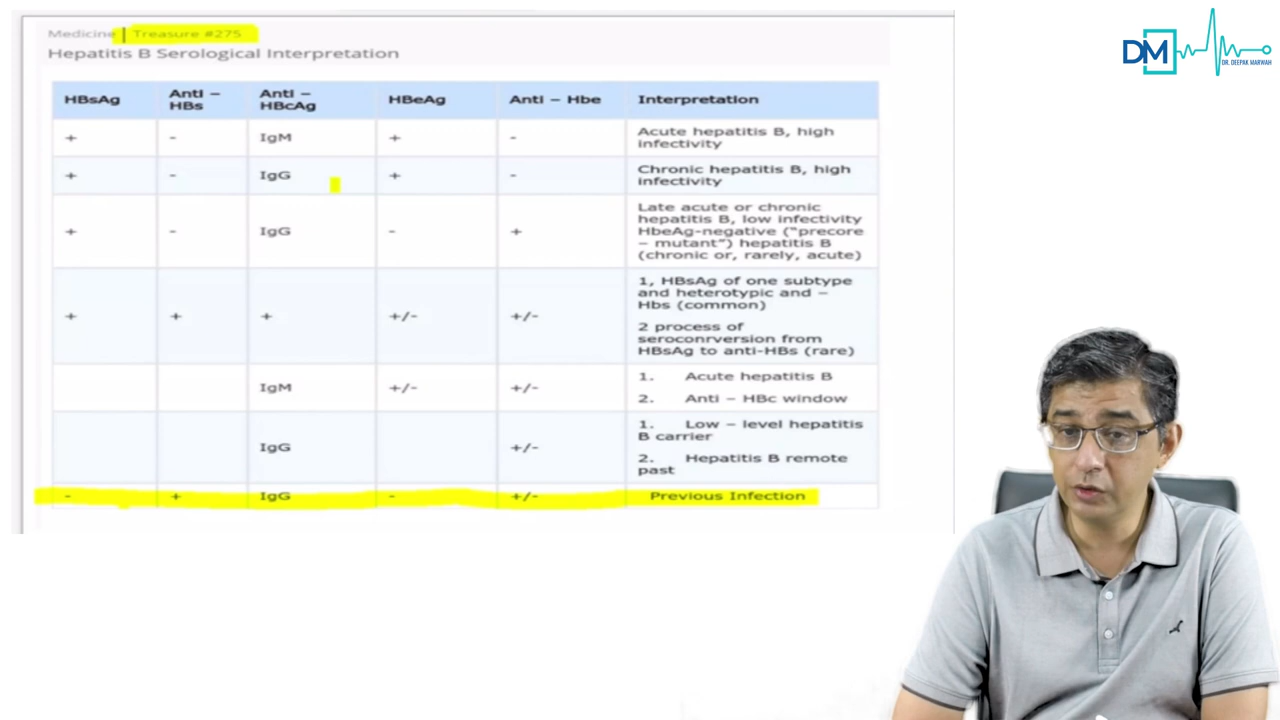 Medicine | Treasure #275
Hepatitis B Serological Interpretation
HBsAg
Anti –
HBs
Anti –
HBcAg
HBeAg
Anti – Hbe
Interpretation
+
-
IgM
+
-
Acute hepatitis B, high
infectivity
+
-
IgG
+
-
Chronic hepatitis B, high
infectivity
+
-
IgG
-
+
Late acute or chronic
hepatitis B, low infectivity
HbeAg-negative (“precore
– mutant”) hepatitis B
(chronic or, rarely, acute)
+
+
+
+/-
+/-
1, HBsAg of one subtype
and heterotypic and –
Hbs (common)
2 process of
seroconrversion from
HBsAg to anti-HBs (rare)
IgM
+/-
+/-
1. Acute hepatitis B
2. Anti – HBc window
IgG
+/-
1. Low – level hepatitis
B carrier
2. Hepatitis B remote
past
-
+
IgG
-
+/-
Previous Infection
DM
DR. DEEPAK MARWAH